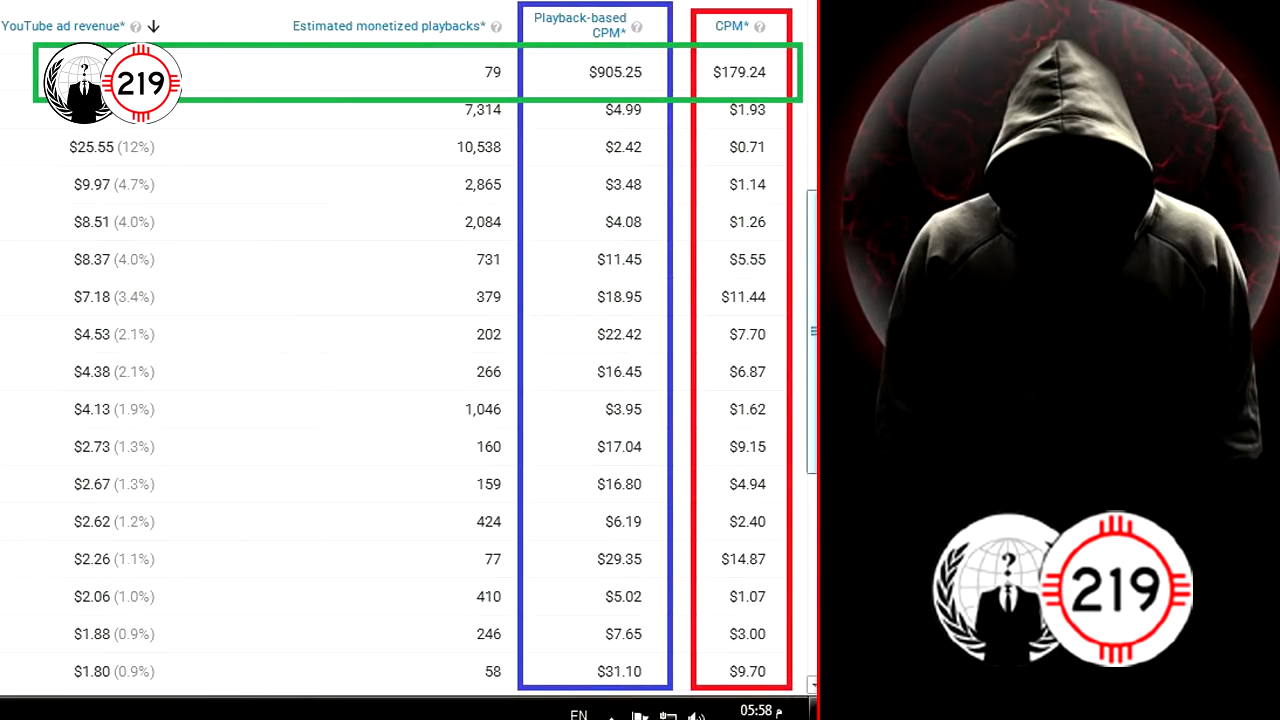 YouTube ad revenue* ? Estimated monetized playbacks* ? Playback-based CPM* ? CPM* ?
? 219 79 $905.25 $179.24
7,314 $4.99 $1.93
$25.55 (12%) 10,538 $2.42 $0.71
$9.97 (4.7%) 2,865 $3.48 $1.14
$8.51 (4.0%) 2,084 $4.08 $1.26
$8.37 (4.0%) 731 $11.45 $5.55
$7.18 (3.4%) 379 $18.95 $11.44
$4.53 (2.1%) 202 $22.42 $7.70
$4.38 (2.1%) 266 $16.45 $6.87
$4.13 (1.9%) 1,046 $3.95 $1.62
$2.73 (1.3%) 160 $17.04 $9.15
$2.67 (1.3%) 159 $16.80 $4.94
$2.62 (1.2%) 424 $6.19 $2.40
$2.26 (1.1%) 77 $29.35 $14.87
$2.06 (1.0%) 410 $5.02 $1.07
$1.88 (0.9%) 246 $7.65 $3.00
$1.80 (0.9%) 58 $31.10 $9.70
EN 05:58 م
? 219